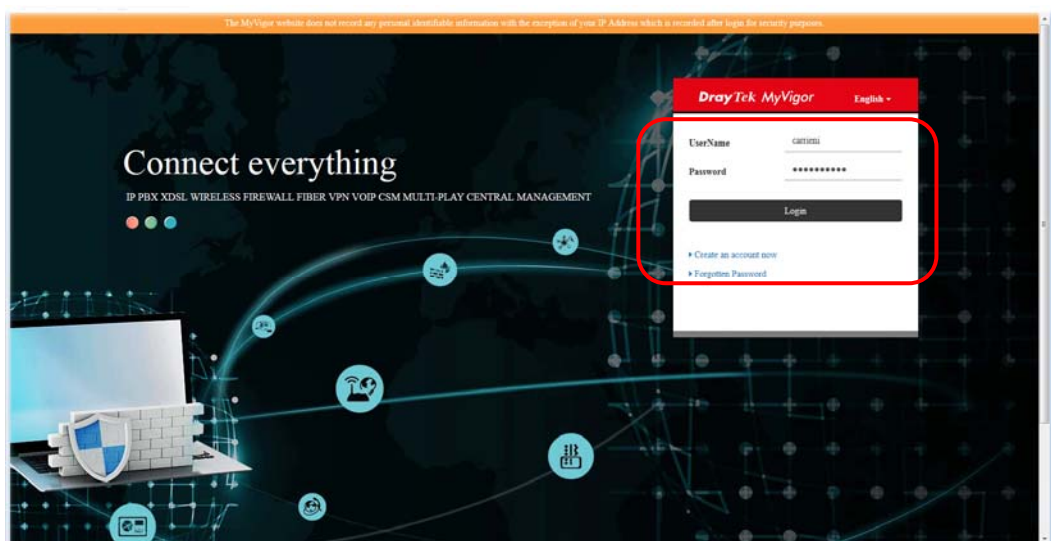 The MyVigor website does not record any personal identifiable information with the exception of your IP Address which is recorded after login for security purposes.
DrayTek MyVigor English
UserName carrieni
Password **********
Login
Create an account now
Forgotten Password
Connect everything
IP PBX XDSL WIRELESS FIREWALL FIBER VPN VOIP CSM MULTI-PLAY CENTRAL MANAGEMENT